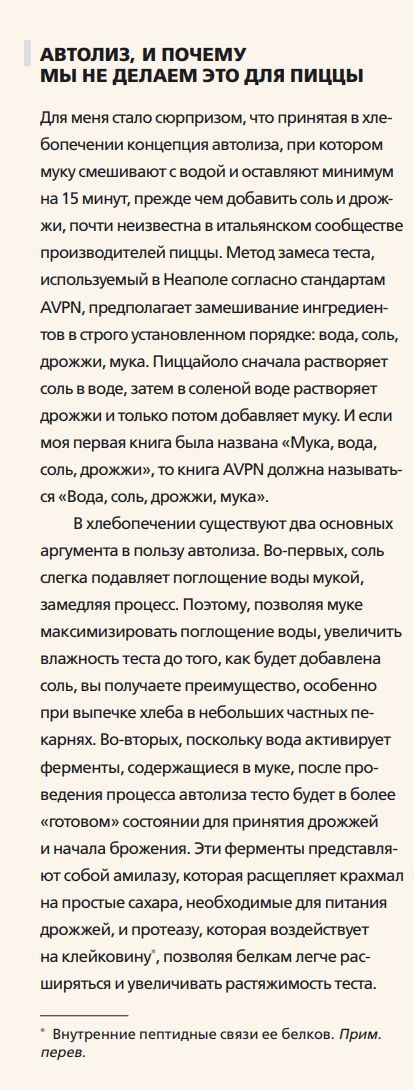 АВТОЛИЗ, И ПОЧЕМУ
МЫ НЕ ДЕЛАЕМ ЭТО ДЛЯ ПИЦЦЫ
Для меня стало сюрпризом, что принятая в хле-
бопечении концепция автолиза, при котором
муку смешивают с водой и оставляют минимум
на 15 минут, прежде чем добавить соль и дрож-
жи, почти неизвестна в итальянском сообществе
производителей пиццы. Метод замеса теста,
используемый в Неаполе согласно стандартам
AVPN, предполагает замешивание ингредиен-
тов в строго установленном порядке: вода, соль,
дрожжи, мука. Пиццайоло сначала растворяет
соль в воде, затем в соленой воде растворяет
дрожжи и только потом добавляет муку. И если
моя первая книга была названа «Мука, вода,
соль, дрожжи», то книга AVPN должна называть-
ся «Вода, соль, дрожжи, мука».
В хлебопечении существуют два основных
аргумента в пользу автолиза. Во-первых, соль
слегка подавляет поглощение воды мукой,
замедляя процесс. Поэтому, позволяя муке
максимизировать поглощение воды, увеличить
влажность теста до того, как будет добавлена
соль, вы получаете преимущество, особенно
при выпечке хлеба в небольших частных пе-
карнях. Во-вторых, поскольку вода активирует
ферменты, содержащиеся в муке, после про-
ведения процесса автолиза тесто будет в более
«готовом» состоянии для принятия дрожжей
и начала брожения. Эти ферменты представля-
ют собой амилазу, которая расщепляет крахмал
на простые сахара, необходимые для питания
дрожжей, и протеазу, которая воздействует
на клейковину*, позволяя белкам легче рас-
ширяться и увеличивать растяжимость теста.
* Внутренние пептидные связи ее белков. Прим.
перев.